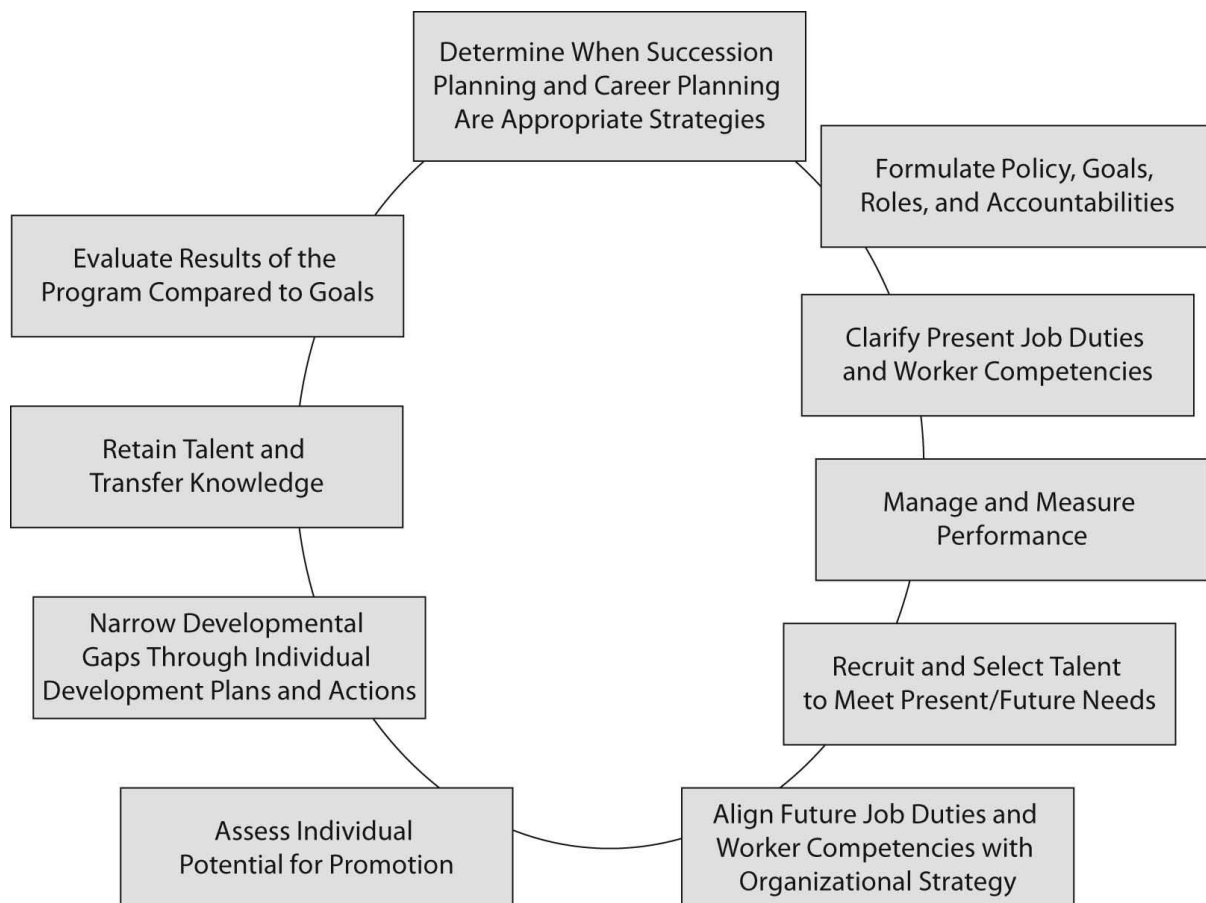 Determine When Succession
Planning and Career Planning
Are Appropriate Strategies
Formulate Policy, Goals,
Roles, and Accountabilities
Clarify Present Job Duties
and Worker Competencies
Manage and Measure
Performance
Recruit and Select Talent
to Meet Present/Future Needs
Align Future Job Duties and
Worker Competencies with
Organizational Strategy
Assess Individual
Potential for Promotion
Narrow Developmental
Gaps Through Individual
Development Plans and Actions
Retain Talent and
Transfer Knowledge
Evaluate Results of the
Program Compared to Goals